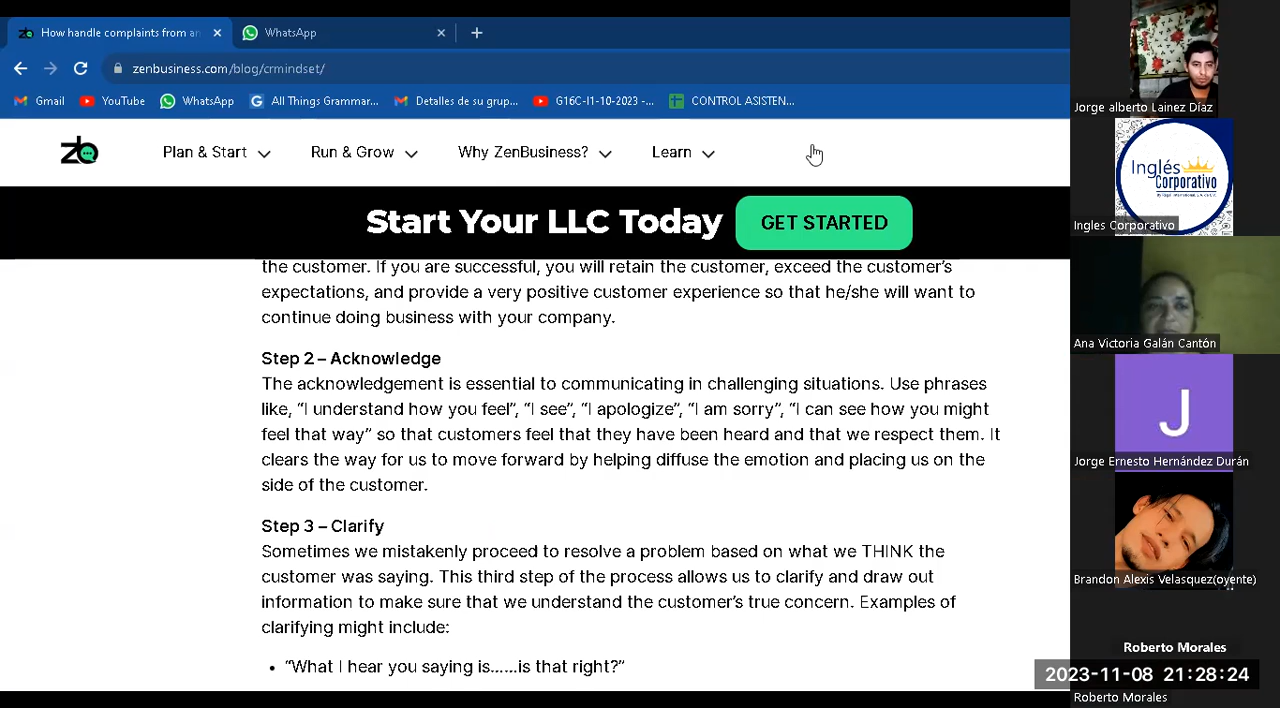 How handle complaints from an
WhatsApp
zenbusiness.com/blog/crmindset/
Gmail
YouTube
WhatsApp
All Things Grammar...
Detalles de su grup...
G16C-I1-10-2023 -...
CONTROL ASISTEN...
zb
Plan & Start
Run & Grow
Why ZenBusiness?
Learn
Start Your LLC Today
GET STARTED
the customer. If you are successful, you will retain the customer, exceed the customer's
expectations, and provide a very positive customer experience so that he/she will want to
continue doing business with your company.
Step 2 – Acknowledge
The acknowledgement is essential to communicating in challenging situations. Use phrases
like, “I understand how you feel”, “I see”, “I apologize”, “I am sorry”, “I can see how you might
feel that way” so that customers feel that they have been heard and that we respect them. It
clears the way for us to move forward by helping diffuse the emotion and placing us on the
side of the customer.
Step 3 – Clarify
Sometimes we mistakenly proceed to resolve a problem based on what we THINK the
customer was saying. This third step of the process allows us to clarify and draw out
information to make sure that we understand the customer's true concern. Examples of
clarifying might include:
• “What I hear you saying is……is that right?”
Jorge alberto Lainez Díaz
Inglés
Corporativo
Ingles Corporativo
Ana Victoria Galán Cantón
J
Jorge Ernesto Hernández Durán
Brandon Alexis Velasquez(oyente)
Roberto Morales
2023-11-08 21:28:24
Roberto Morales